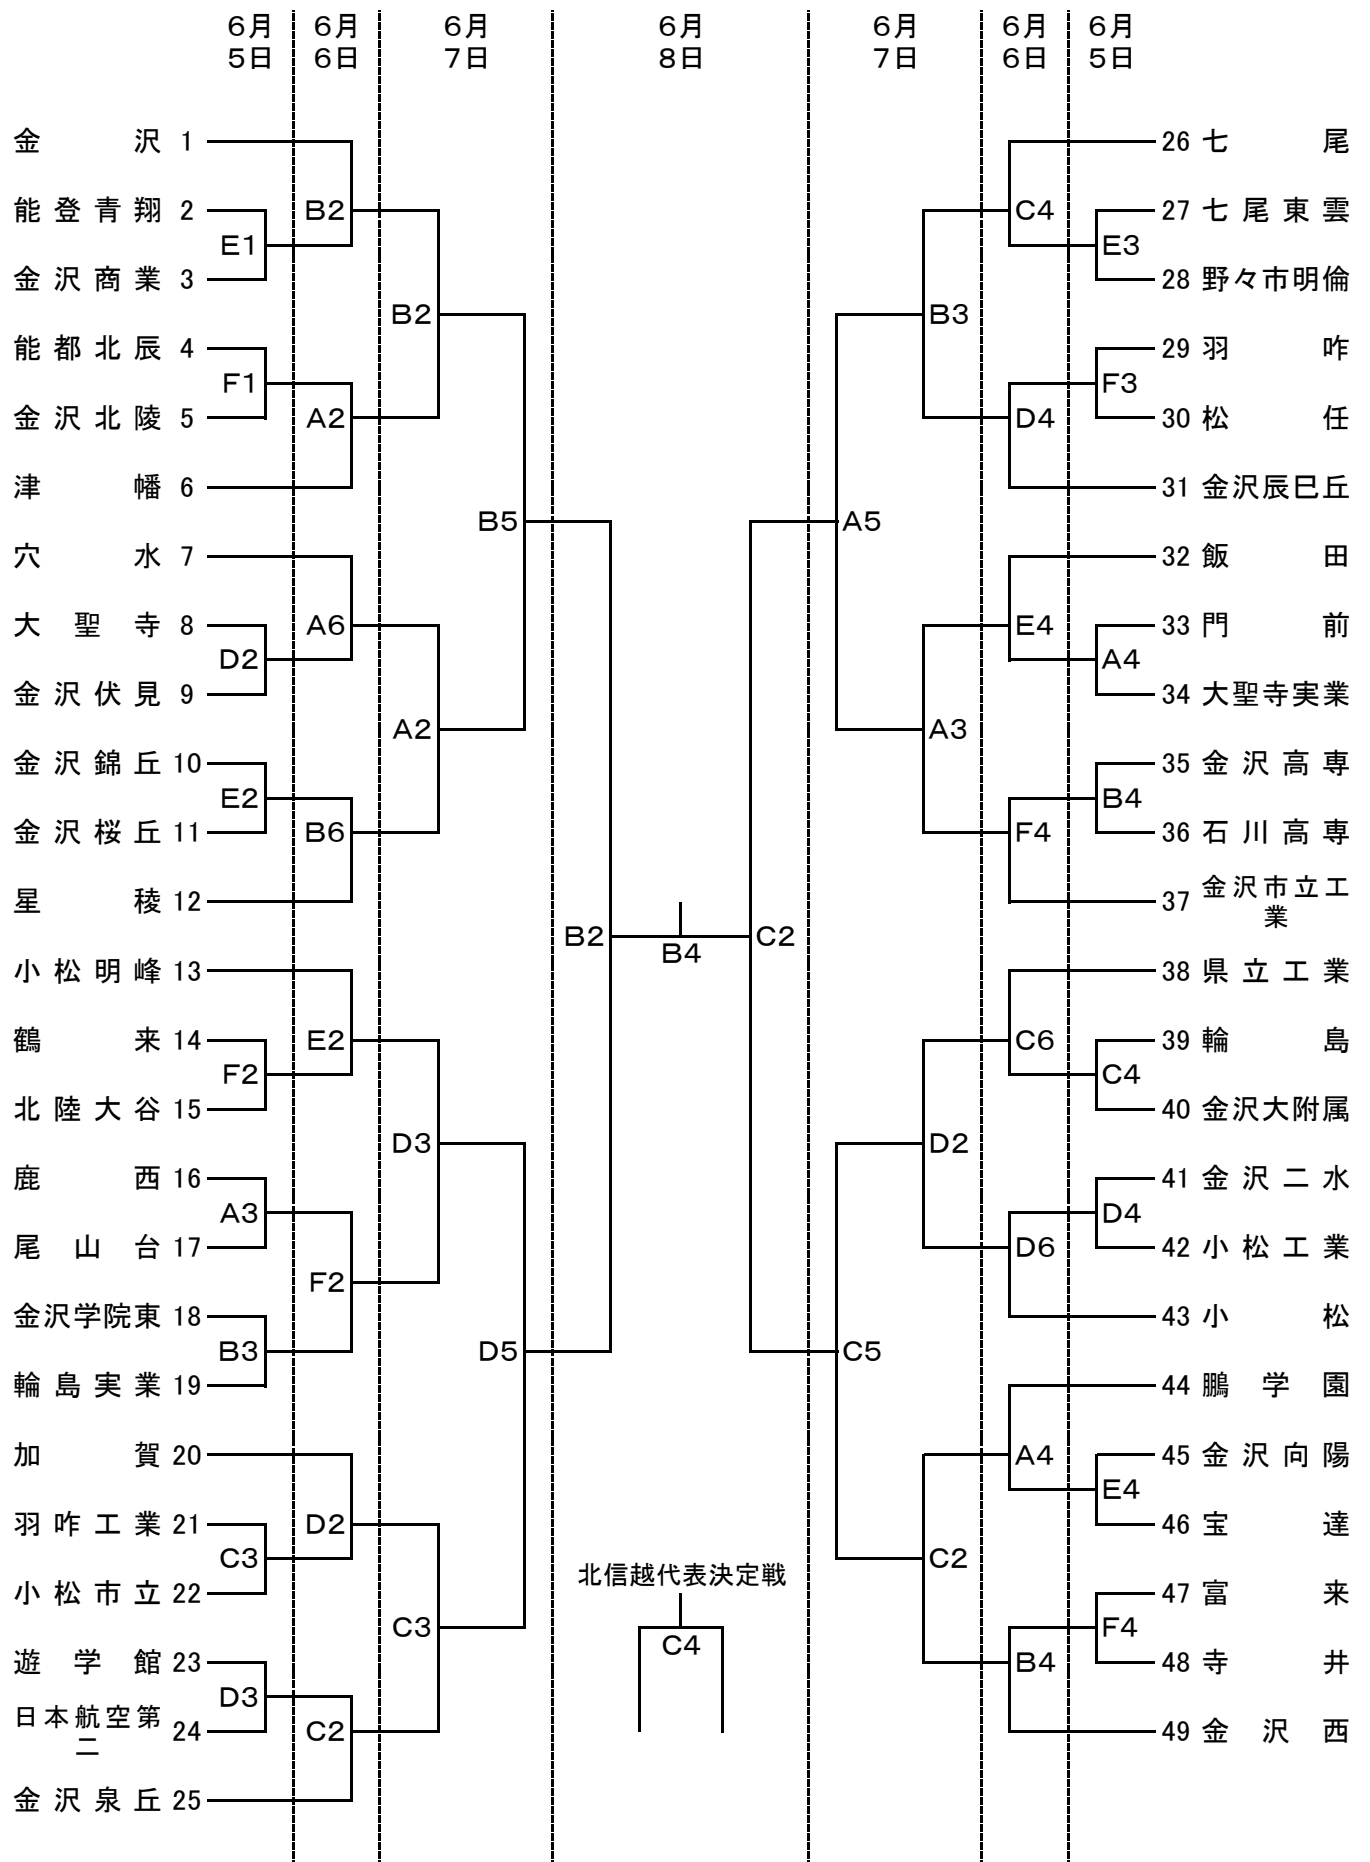 6月 6月 6月 6月 6月 6月 6月
5日 6日 7日 8日 7日 6日 5日
金沢 1
能登青翔 2
金沢商業 3
能都北辰 4
金沢北陵 5
津幡 6
穴水 7
大聖寺 8
金沢伏見 9
金沢錦丘 10
金沢桜丘 11
星稜 12
小松明峰 13
鶴来 14
北陸大谷 15
鹿西 16
尾山台 17
金沢学院東 18
輪島実業 19
加賀 20
羽咋工業 21
小松市立 22
遊学館 23
日本航空第
二 24
金沢泉丘 25
E1
F1
D2
E2
F2
A3
B3
C3
D3
B2
A2
A6
B6
E2
F2
D2
C2
B2
A2
D3
C3
B5
D5
B2
B4
C2
北信越代表決定戦
C4
A5
C5
B3
A3
D2
C2
C4
D4
E4
F4
C6
D6
A4
B4
E3
F3
A4
B4
C4
D4
E4
F4
26 七尾
27 七尾東雲
28 野々市明倫
29 羽咋
30 松任
31 金沢辰巳丘
32 飯田
33 門前
34 大聖寺実業
35 金沢高専
36 石川高専
37 金沢市立工
業
38 県立工業
39 輪島
40 金沢大附属
41 金沢二水
42 小松工業
43 小松
44 鵬学園
45 金沢向陽
46 宝達
47 富来
48 寺井
49 金沢西